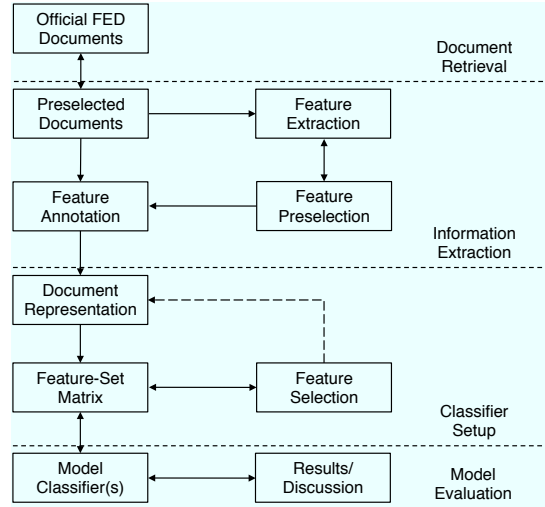 Official FED
Documents
Document
Retrieval
Preselected
Documents
Feature
Extraction
Feature
Annotation
Feature
Preselection
Information
Extraction
Document
Representation
Feature-Set
Matrix
Feature
Selection
Classifier
Setup
Model
Classifier(s)
Results/
Discussion
Model
Evaluation